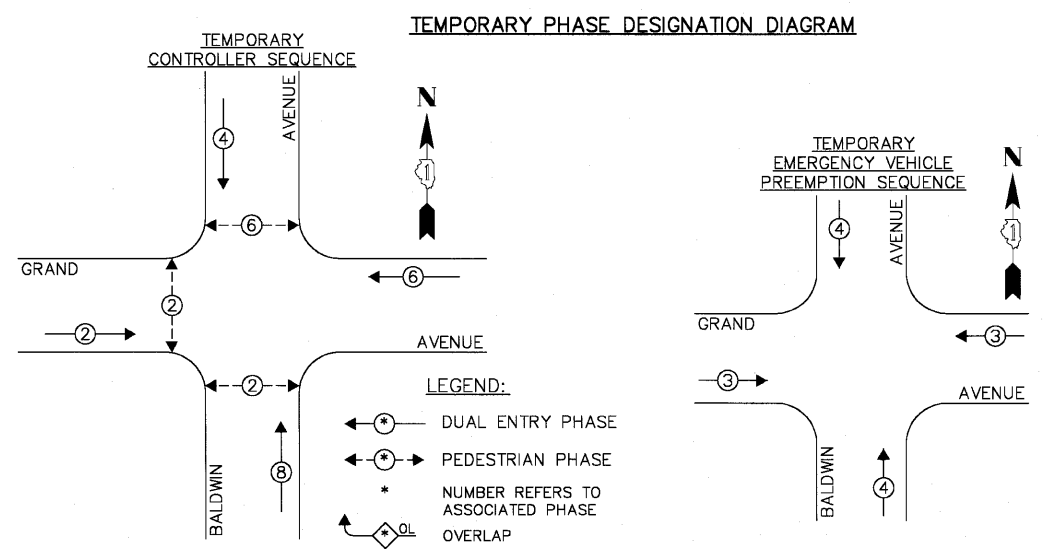 TEMPORARY PHASE DESIGNATION DIAGRAM
TEMPORARY
CONTROLLER SEQUENCE
AVENUE
N
4
1
6
GRAND
6
2
2
AVENUE
2
BALDWIN
8
LEGEND:
* DUAL ENTRY PHASE
* PEDESTRIAN PHASE
* NUMBER REFERS TO
ASSOCIATED PHASE
* OL OVERLAP
TEMPORARY
EMERGENCY VEHICLE
PREEMPTION SEQUENCE
N
4
AVENUE
1
GRAND
3
3
AVENUE
BALDWIN
4